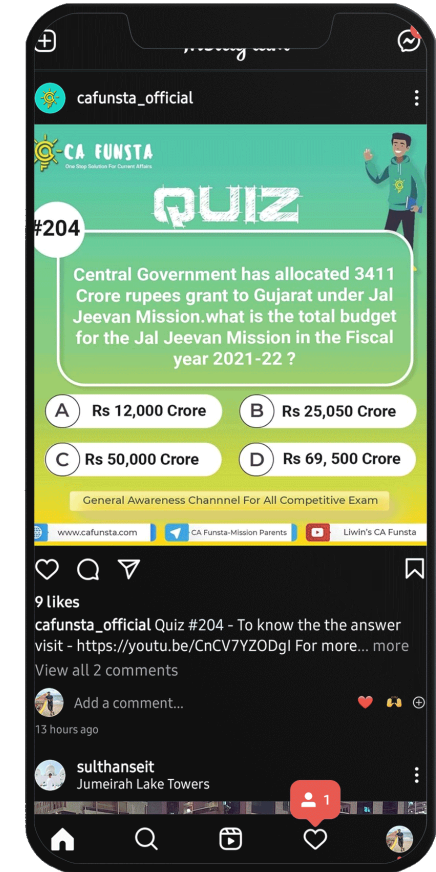 cafunsta_official
CA FUNSTA
One Stop Solution For Current Affairs
QUIZ
#204
Central Government has allocated 3411
Crore rupees grant to Gujarat under Jal
Jeevan Mission.what is the total budget
for the Jal Jeevan Mission in the Fiscal
year 2021-22 ?
A Rs 12,000 Crore
B Rs 25,050 Crore
C Rs 50,000 Crore
D Rs 69, 500 Crore
General Awareness Channnel For All Competitive Exam
www.cafunsta.com
CA Funsta-Mission Parents
Liwin's CA Funsta
9 likes
cafunsta_official Quiz #204 - To know the the answer
visit - https://youtu.be/CnCV7YZODgI For more... more
View all 2 comments
Add a comment...
13 hours ago
sulthanseit
Jumeirah Lake Towers
1